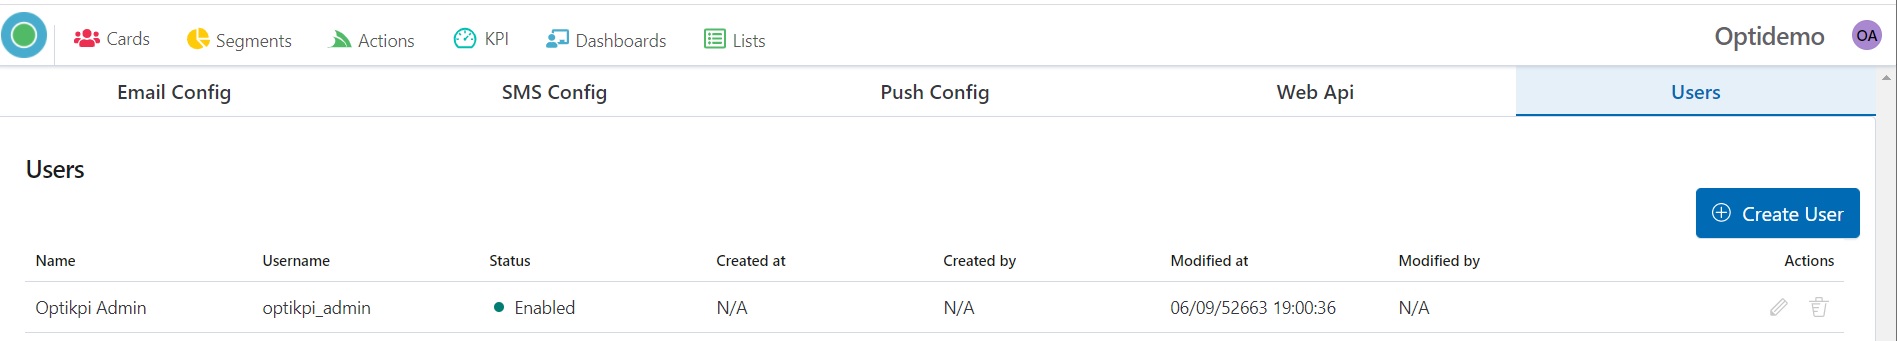 Cards Segments Actions KPI Dashboards Lists Optidemo OA
Email Config SMS Config Push Config Web Api Users
Users
Create User
Name Username Status Created at Created by Modified at Modified by Actions
Optikpi Admin optikpi_admin Enabled N/A N/A 06/09/52663 19:00:36 N/A